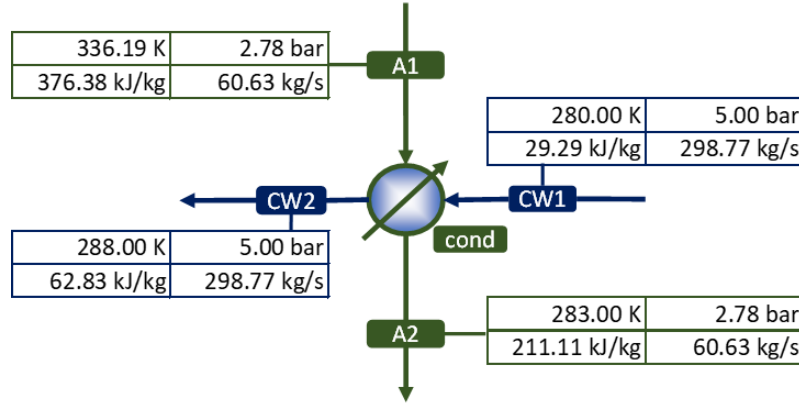 336.19 K 2.78 bar
376.38 kJ/kg 60.63 kg/s
A1
280.00 K 5.00 bar
29.29 kJ/kg 298.77 kg/s
CW2
CW1
cond
288.00 K 5.00 bar
62.83 kJ/kg 298.77 kg/s
A2
283.00 K 2.78 bar
211.11 kJ/kg 60.63 kg/s